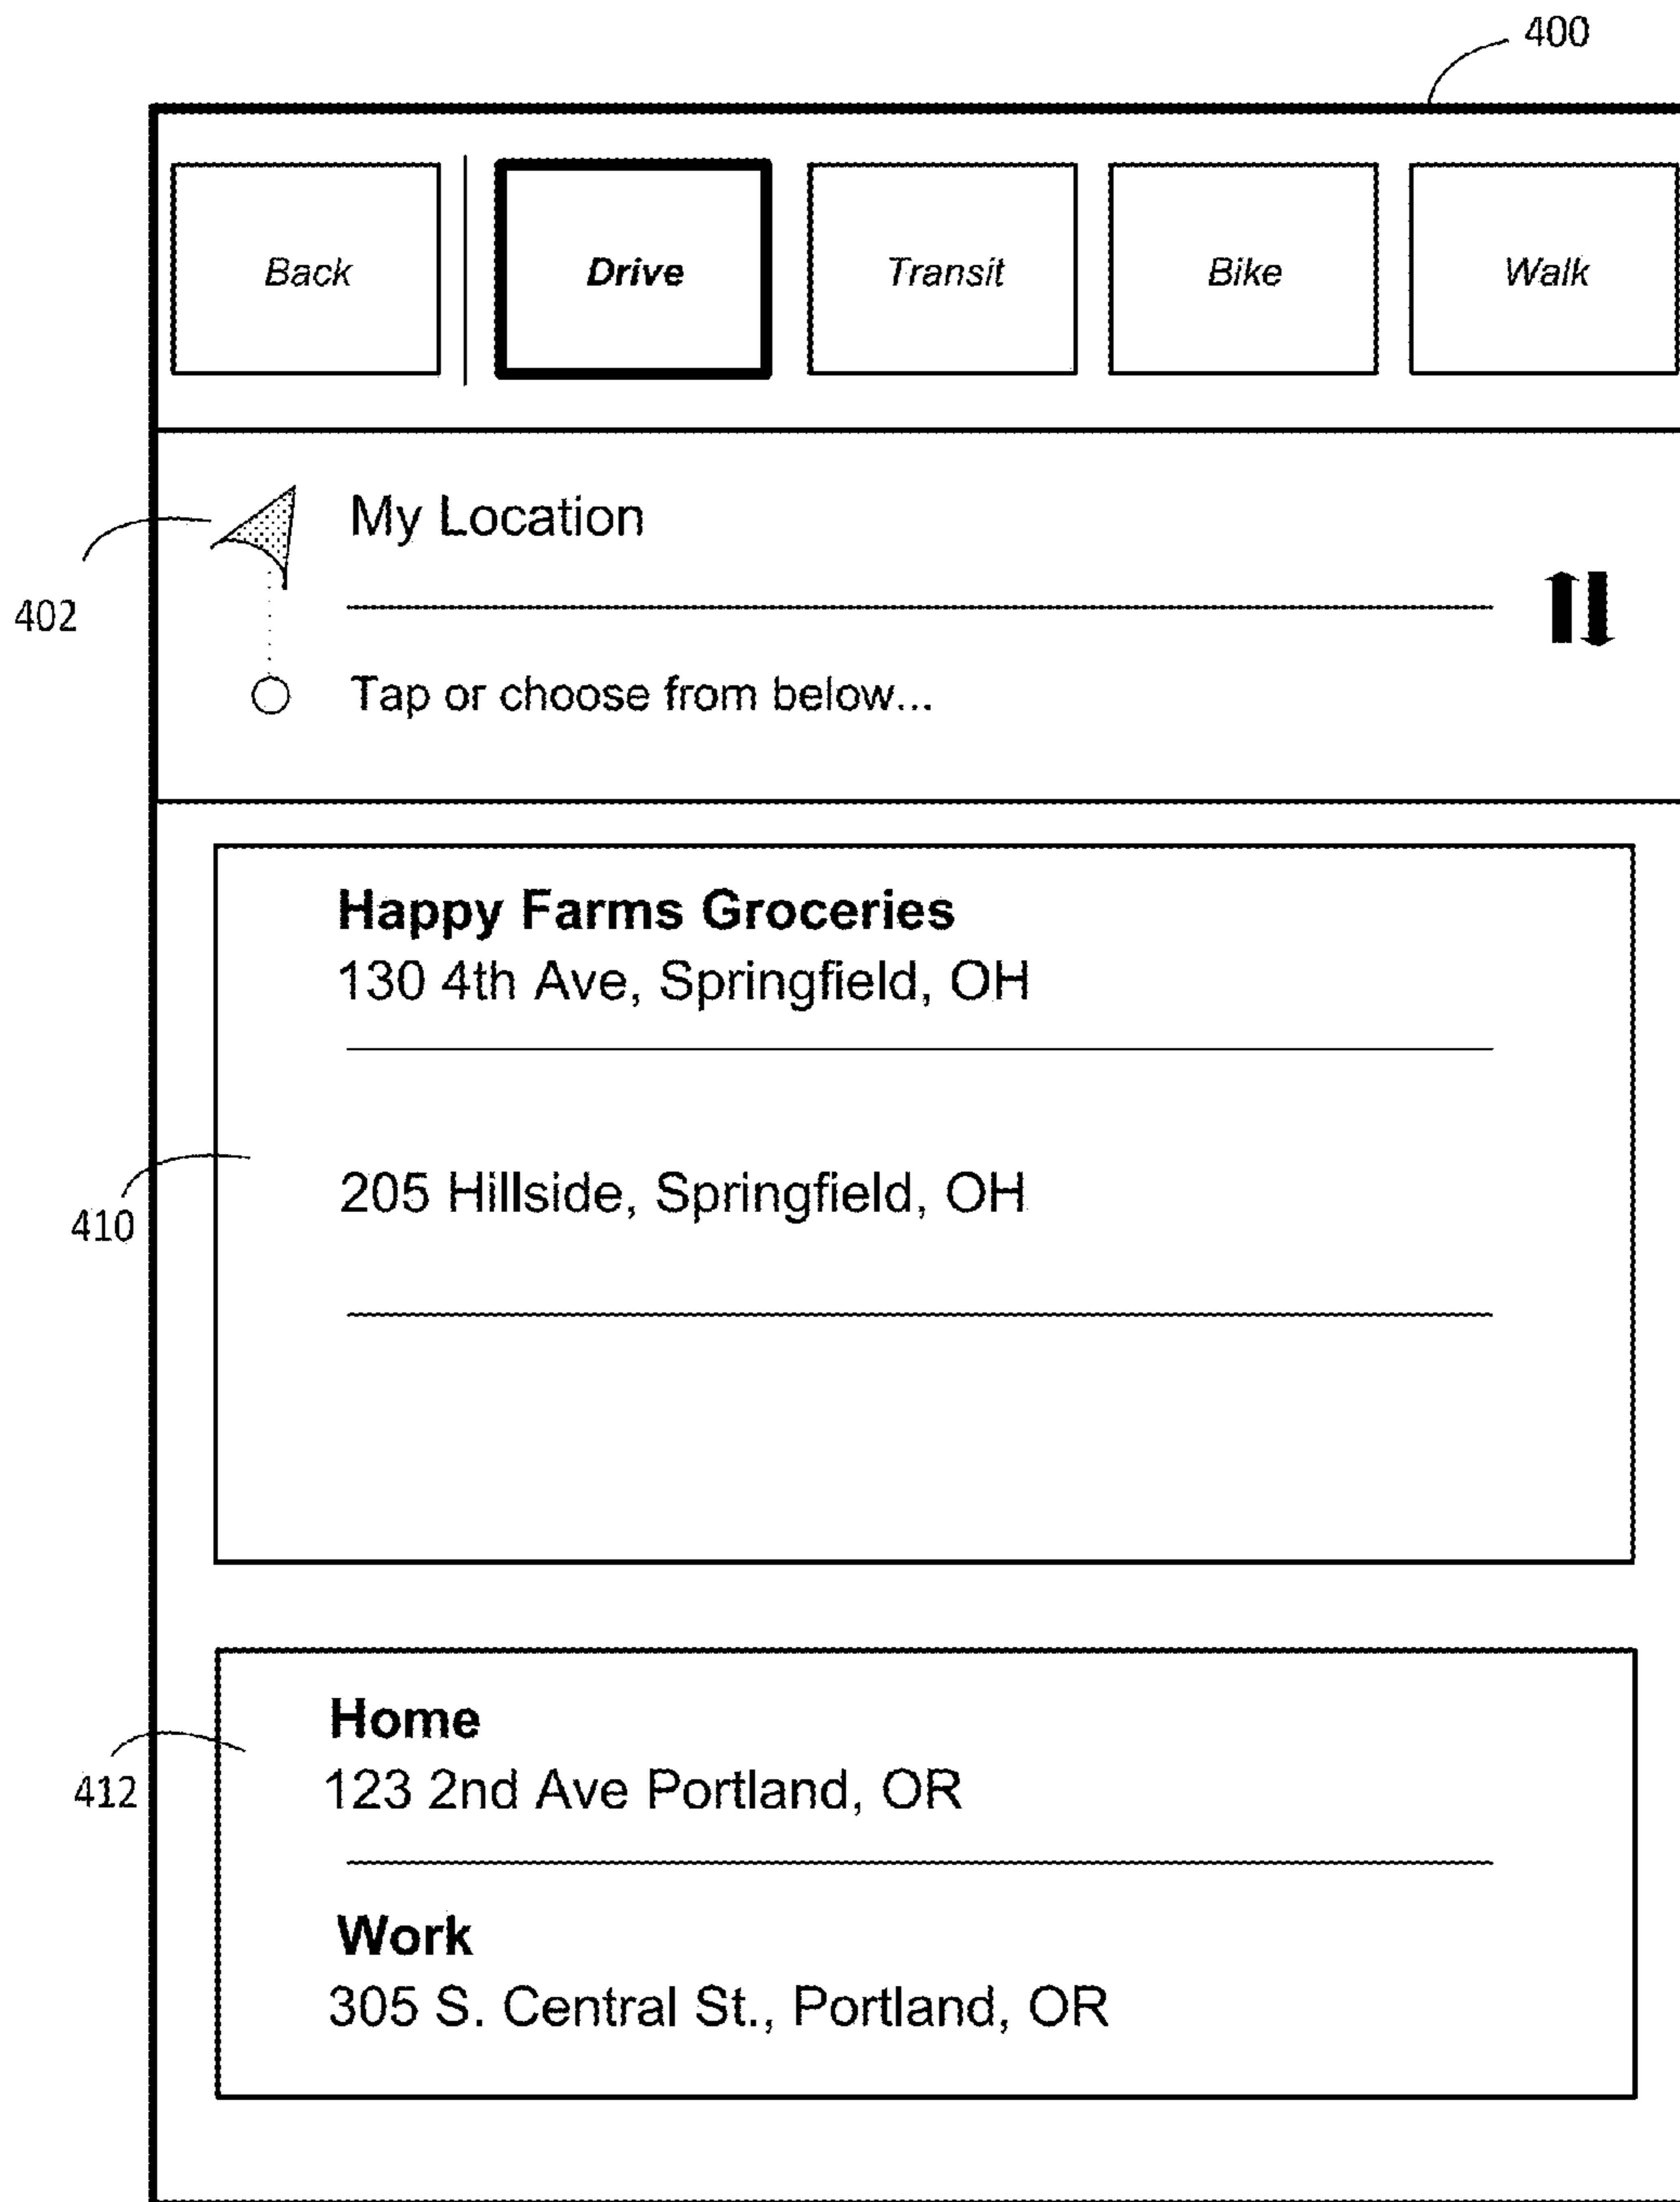 400
Back Drive Transit Bike Walk
My Location
402
Tap or choose from below...
Happy Farms Groceries
130 4th Ave, Springfield, OH
205 Hillside, Springfield, OH
410
Home
123 2nd Ave Portland, OR
412
Work
305 S. Central St., Portland, OR